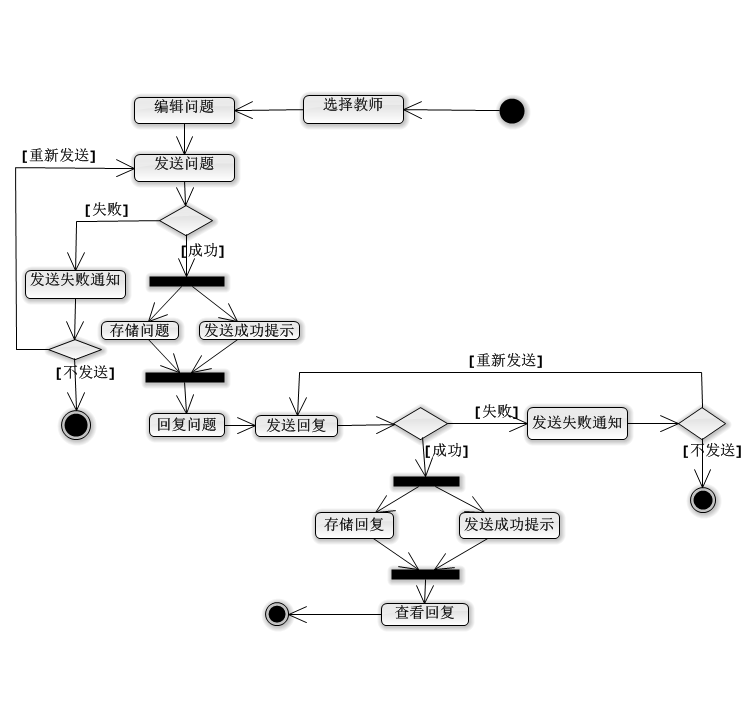 选择教师
编辑问题
发送问题
[重新发送]
[失败]
[成功]
发送失败通知
存储问题
发送成功提示
[不发送]
回复问题
发送回复
[重新发送]
[失败]
发送失败通知
[成功]
[不发送]
存储回复
发送成功提示
查看回复